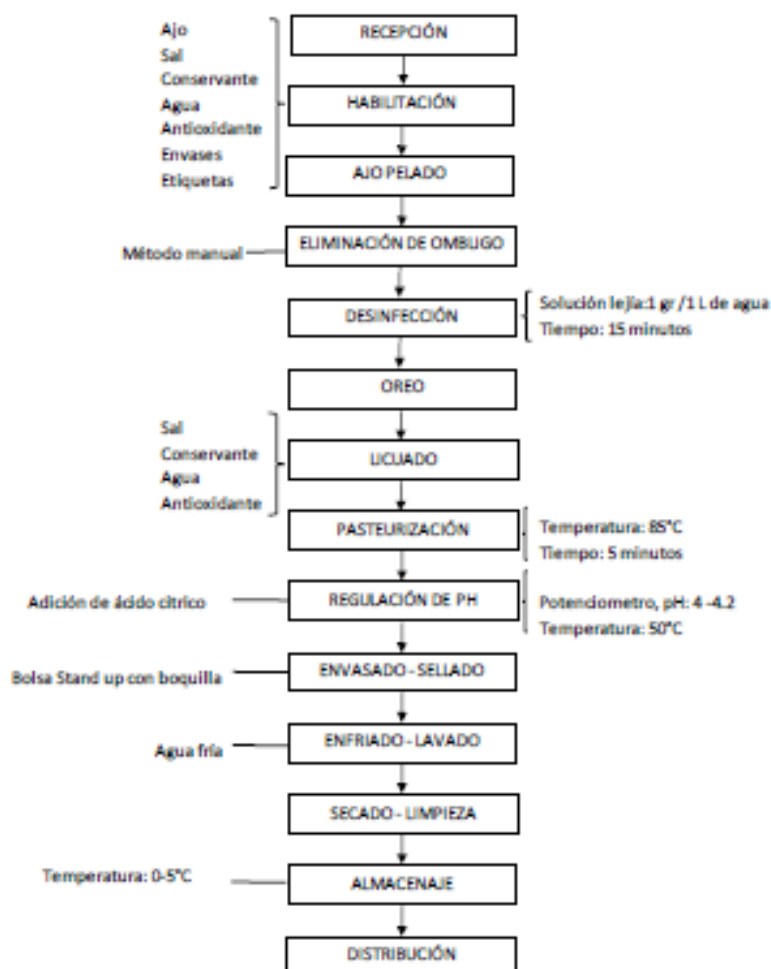 Ajo
Sal
Conservante
Agua
Antioxidante
Envases
Etiquetas
RECEPCIÓN
HABILITACIÓN
AJO PELADO
Método manual
ELIMINACIÓN DE OMBLIGO
DESINFECCIÓN
Solución lejía:1 gr /1 L de agua
Tiempo: 15 minutos
OREO
Sal
Conservante
Agua
Antioxidante
LICUADO
PASTEURIZACIÓN
Temperatura: 85°C
Tiempo: 5 minutos
Adición de ácido cítrico
REGULACIÓN DE PH
Potenciometro, pH: 4 -4.2
Temperatura: 50°C
Bolsa Stand up con boquilla
ENVASADO - SELLADO
Agua fría
ENFRIADO - LAVADO
SECADO - LIMPIEZA
Temperatura: 0-5°C
ALMACENAJE
DISTRIBUCIÓN